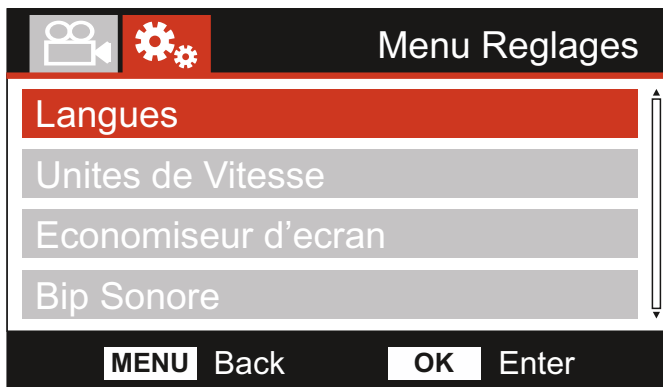 Menu Reglages
Langues
Unites de Vitesse
Economiseur d'ecran
Bip Sonore
MENU Back OK Enter